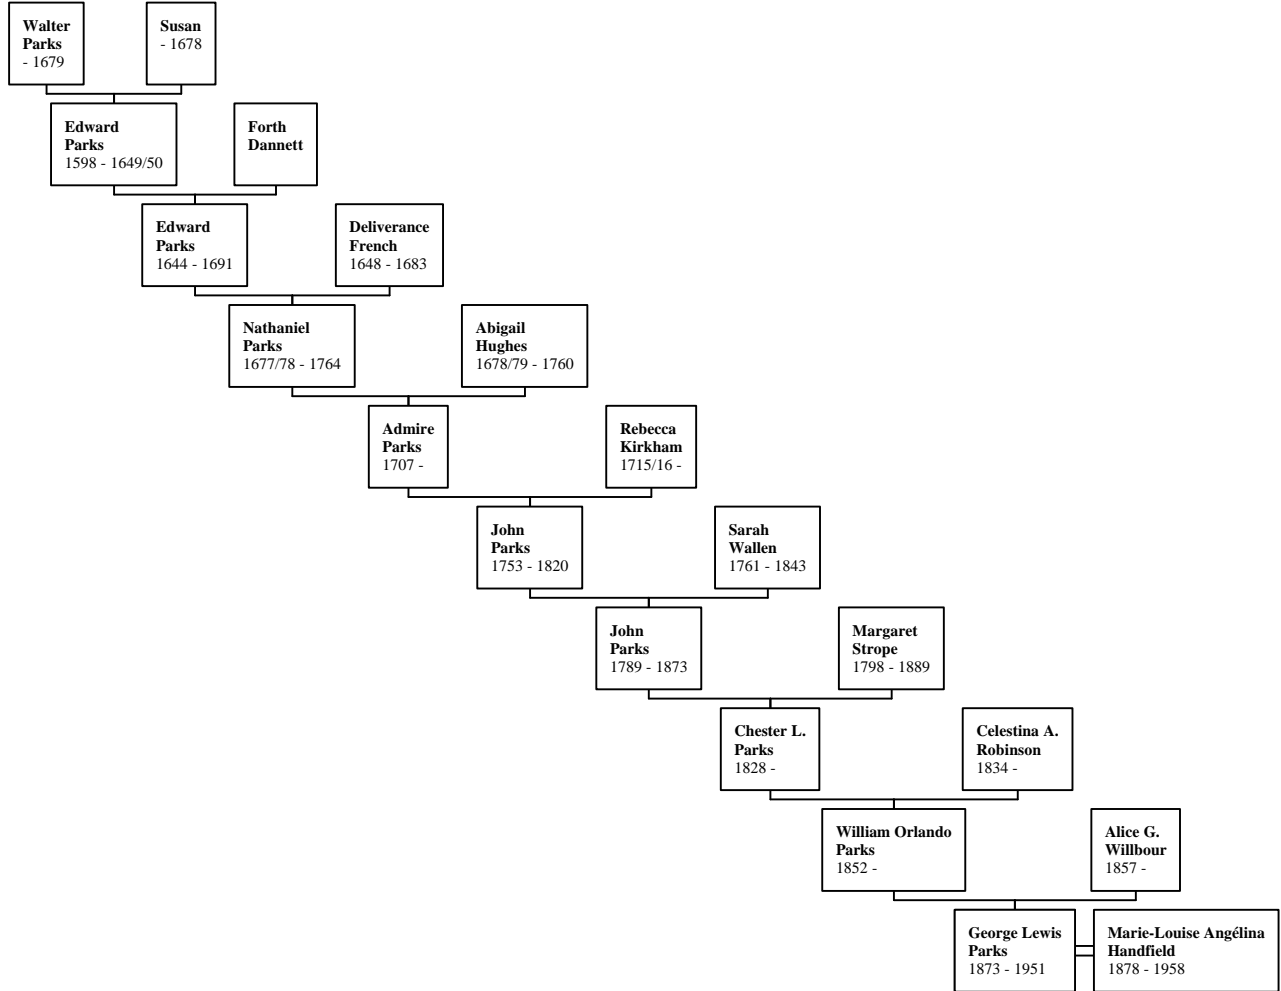 Walter
Parks
- 1679
Susan
- 1678
Edward
Parks
1598 - 1649/50
Forth
Dannett
Edward
Parks
1644 - 1691
Deliverance
French
1648 - 1683
Nathaniel
Parks
1677/78 - 1764
Abigail
Hughes
1678/79 - 1760
Admire
Parks
1707 -
Rebecca
Kirkham
1715/16 -
John
Parks
1753 - 1820
Sarah
Wallen
1761 - 1843
John
Parks
1789 - 1873
Margaret
Strope
1798 - 1889
Chester L.
Parks
1828 -
Celestina A.
Robinson
1834 -
William Orlando
Parks
1852 -
Alice G.
Willbour
1857 -
George Lewis
Parks
1873 - 1951
Marie-Louise Angélina
Handfield
1878 - 1958